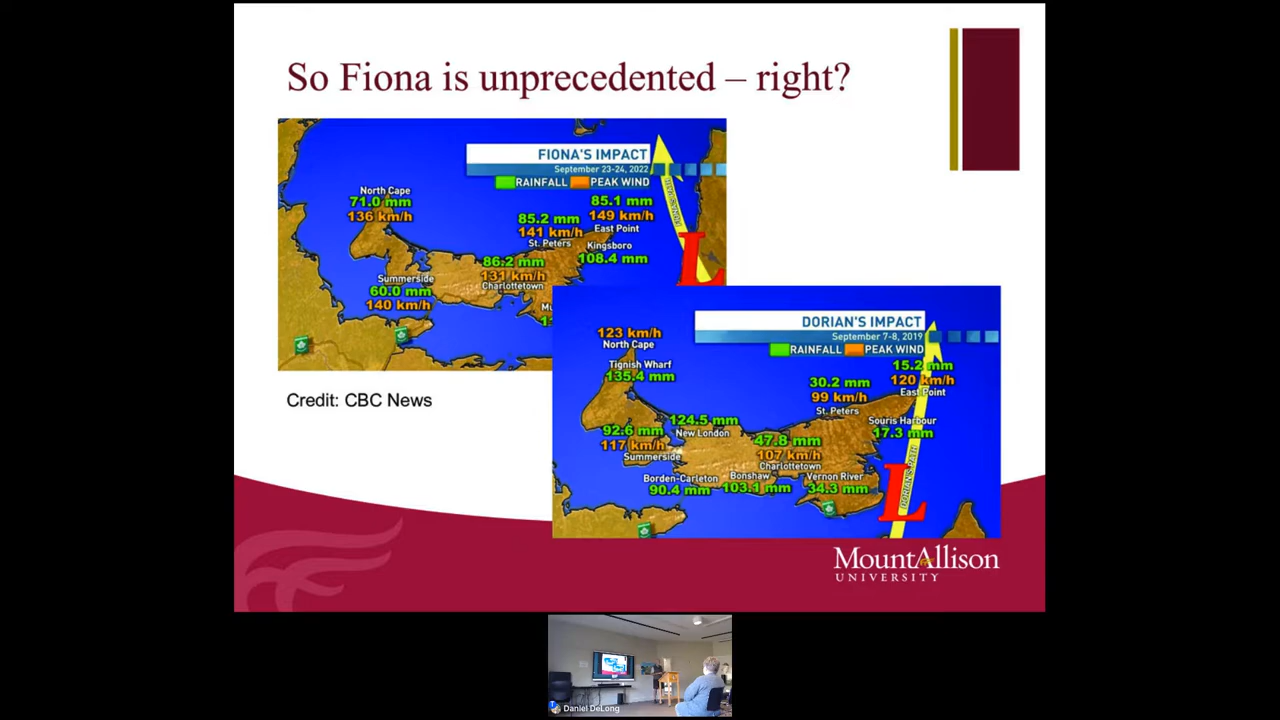 So Fiona is unprecedented – right?
FIONA'S IMPACT
September 23-24, 2022
RAINFALL PEAK WIND
North Cape
71.0 mm
136 km/h
85.1 mm
149 km/h
East Point
85.2 mm
141 km/h
St. Peters
Kingsboro
108.4 mm
86.2 mm
131 km/h
Charlottetown
Summerside
60.0 mm
140 km/h
L
Credit: CBC News
DORIAN'S IMPACT
September 7-8, 2019
RAINFALL PEAK WIND
123 km/h
North Cape
Tignish Wharf
135.4 mm
15.2 mm
120 km/h
East Point
30.2 mm
99 km/h
St. Peters
Souris Harbour
17.3 mm
124.5 mm
New London
92.6 mm
117 km/h
Summerside
47.8 mm
107 km/h
Charlottetown
Borden-Carleton
90.4 mm
Bonshaw
103.1 mm
Vernon River
34.3 mm
DORIAN'S PATH
L
MountAllison
UNIVERSITY
Daniel DeLong